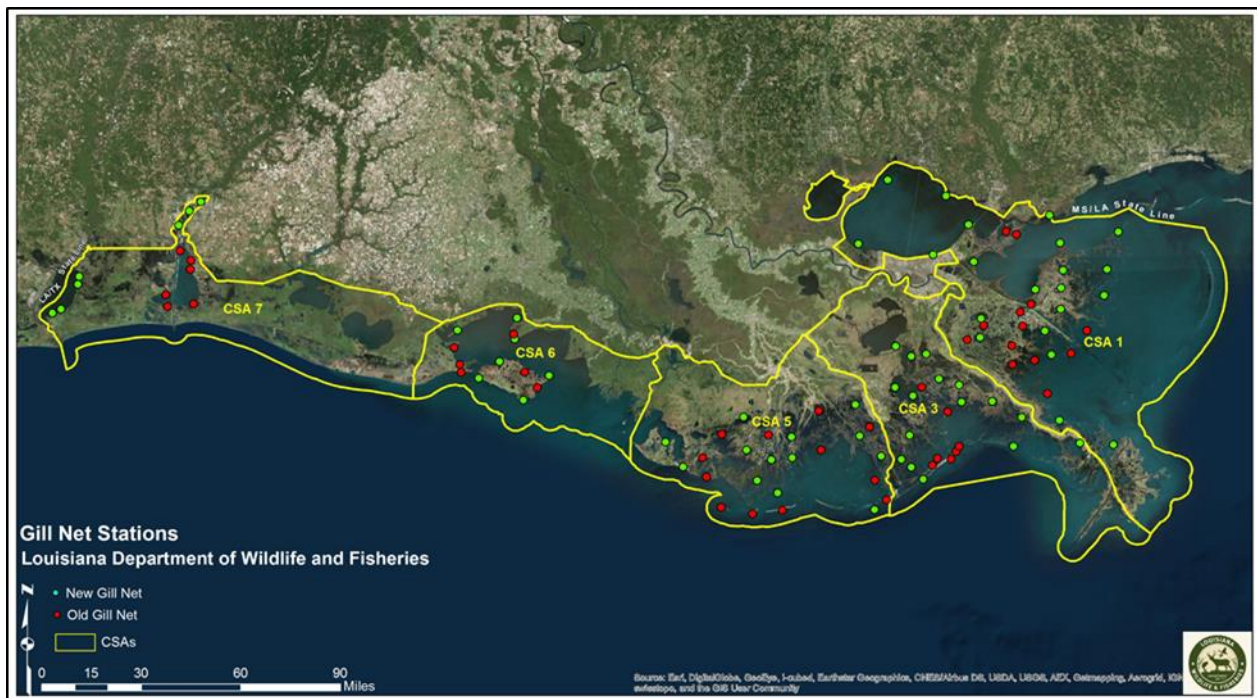 MS/LA State Line
LA/TX State Line
CSA 7
CSA 6
CSA 1
CSA 3
CSA 5
Gill Net Stations
Louisiana Department of Wildlife and Fisheries
N
New Gill Net
Old Gill Net
CSAs
0 15 30 60 90
Miles
Source: Esri, DigitalGlobe, GeoEye, i-cubed, Earthstar Geographics, CNES/Airbus DS, USDA, USGS, AEX, Getmapping, Aerogrid, IGN,
swisstopo, and the GIS User Community
LOUISIANA